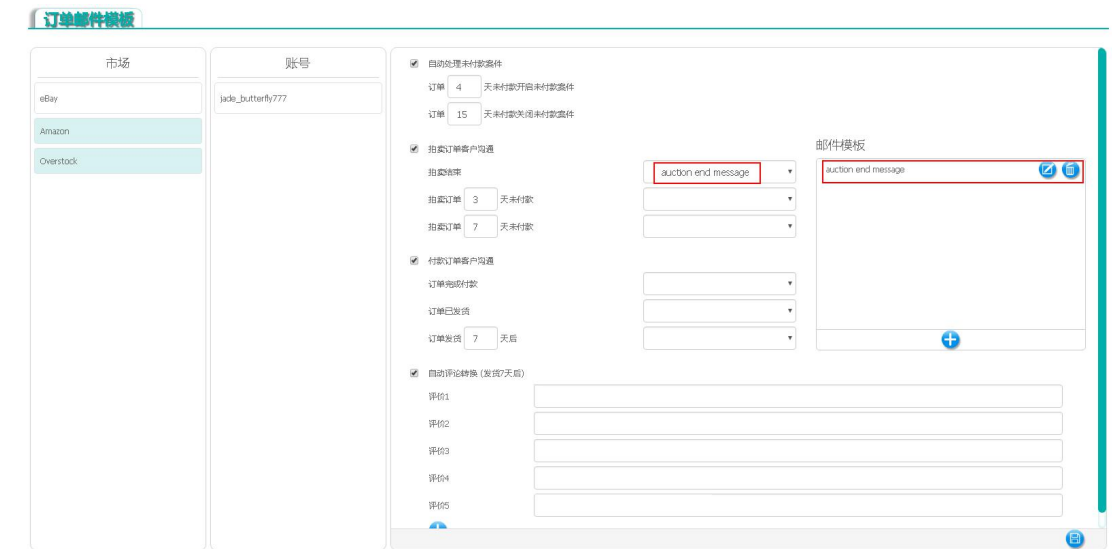 订单邮件模板
市场
eBay
Amazon
Overstock
账号
jade_butterfly777
自动处理未付款案件
订单 4 天未付款开启未付款案件
订单 15 天未付款关闭未付款案件
拍卖订单客户沟通
拍卖结束 auction end message
拍卖订单 3 天未付款
拍卖订单 7 天未付款
付款订单客户沟通
订单完成付款
订单已发货
订单发货 7 天后
邮件模板
auction end message
自动评论转换 (发货7天后)
评价1
评价2
评价3
评价4
评价5